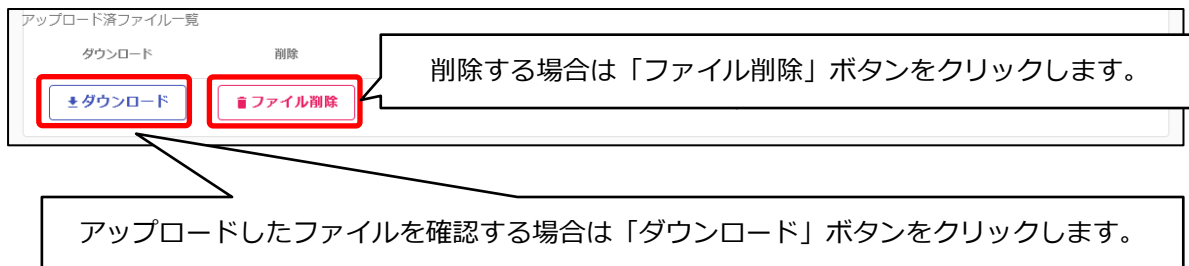 アップロード済ファイル一覧
ダウンロード 削除
削除する場合は「ファイル削除」ボタンをクリックします。
ダウンロード ファイル削除
アップロードしたファイルを確認する場合は「ダウンロード」ボタンをクリックします。